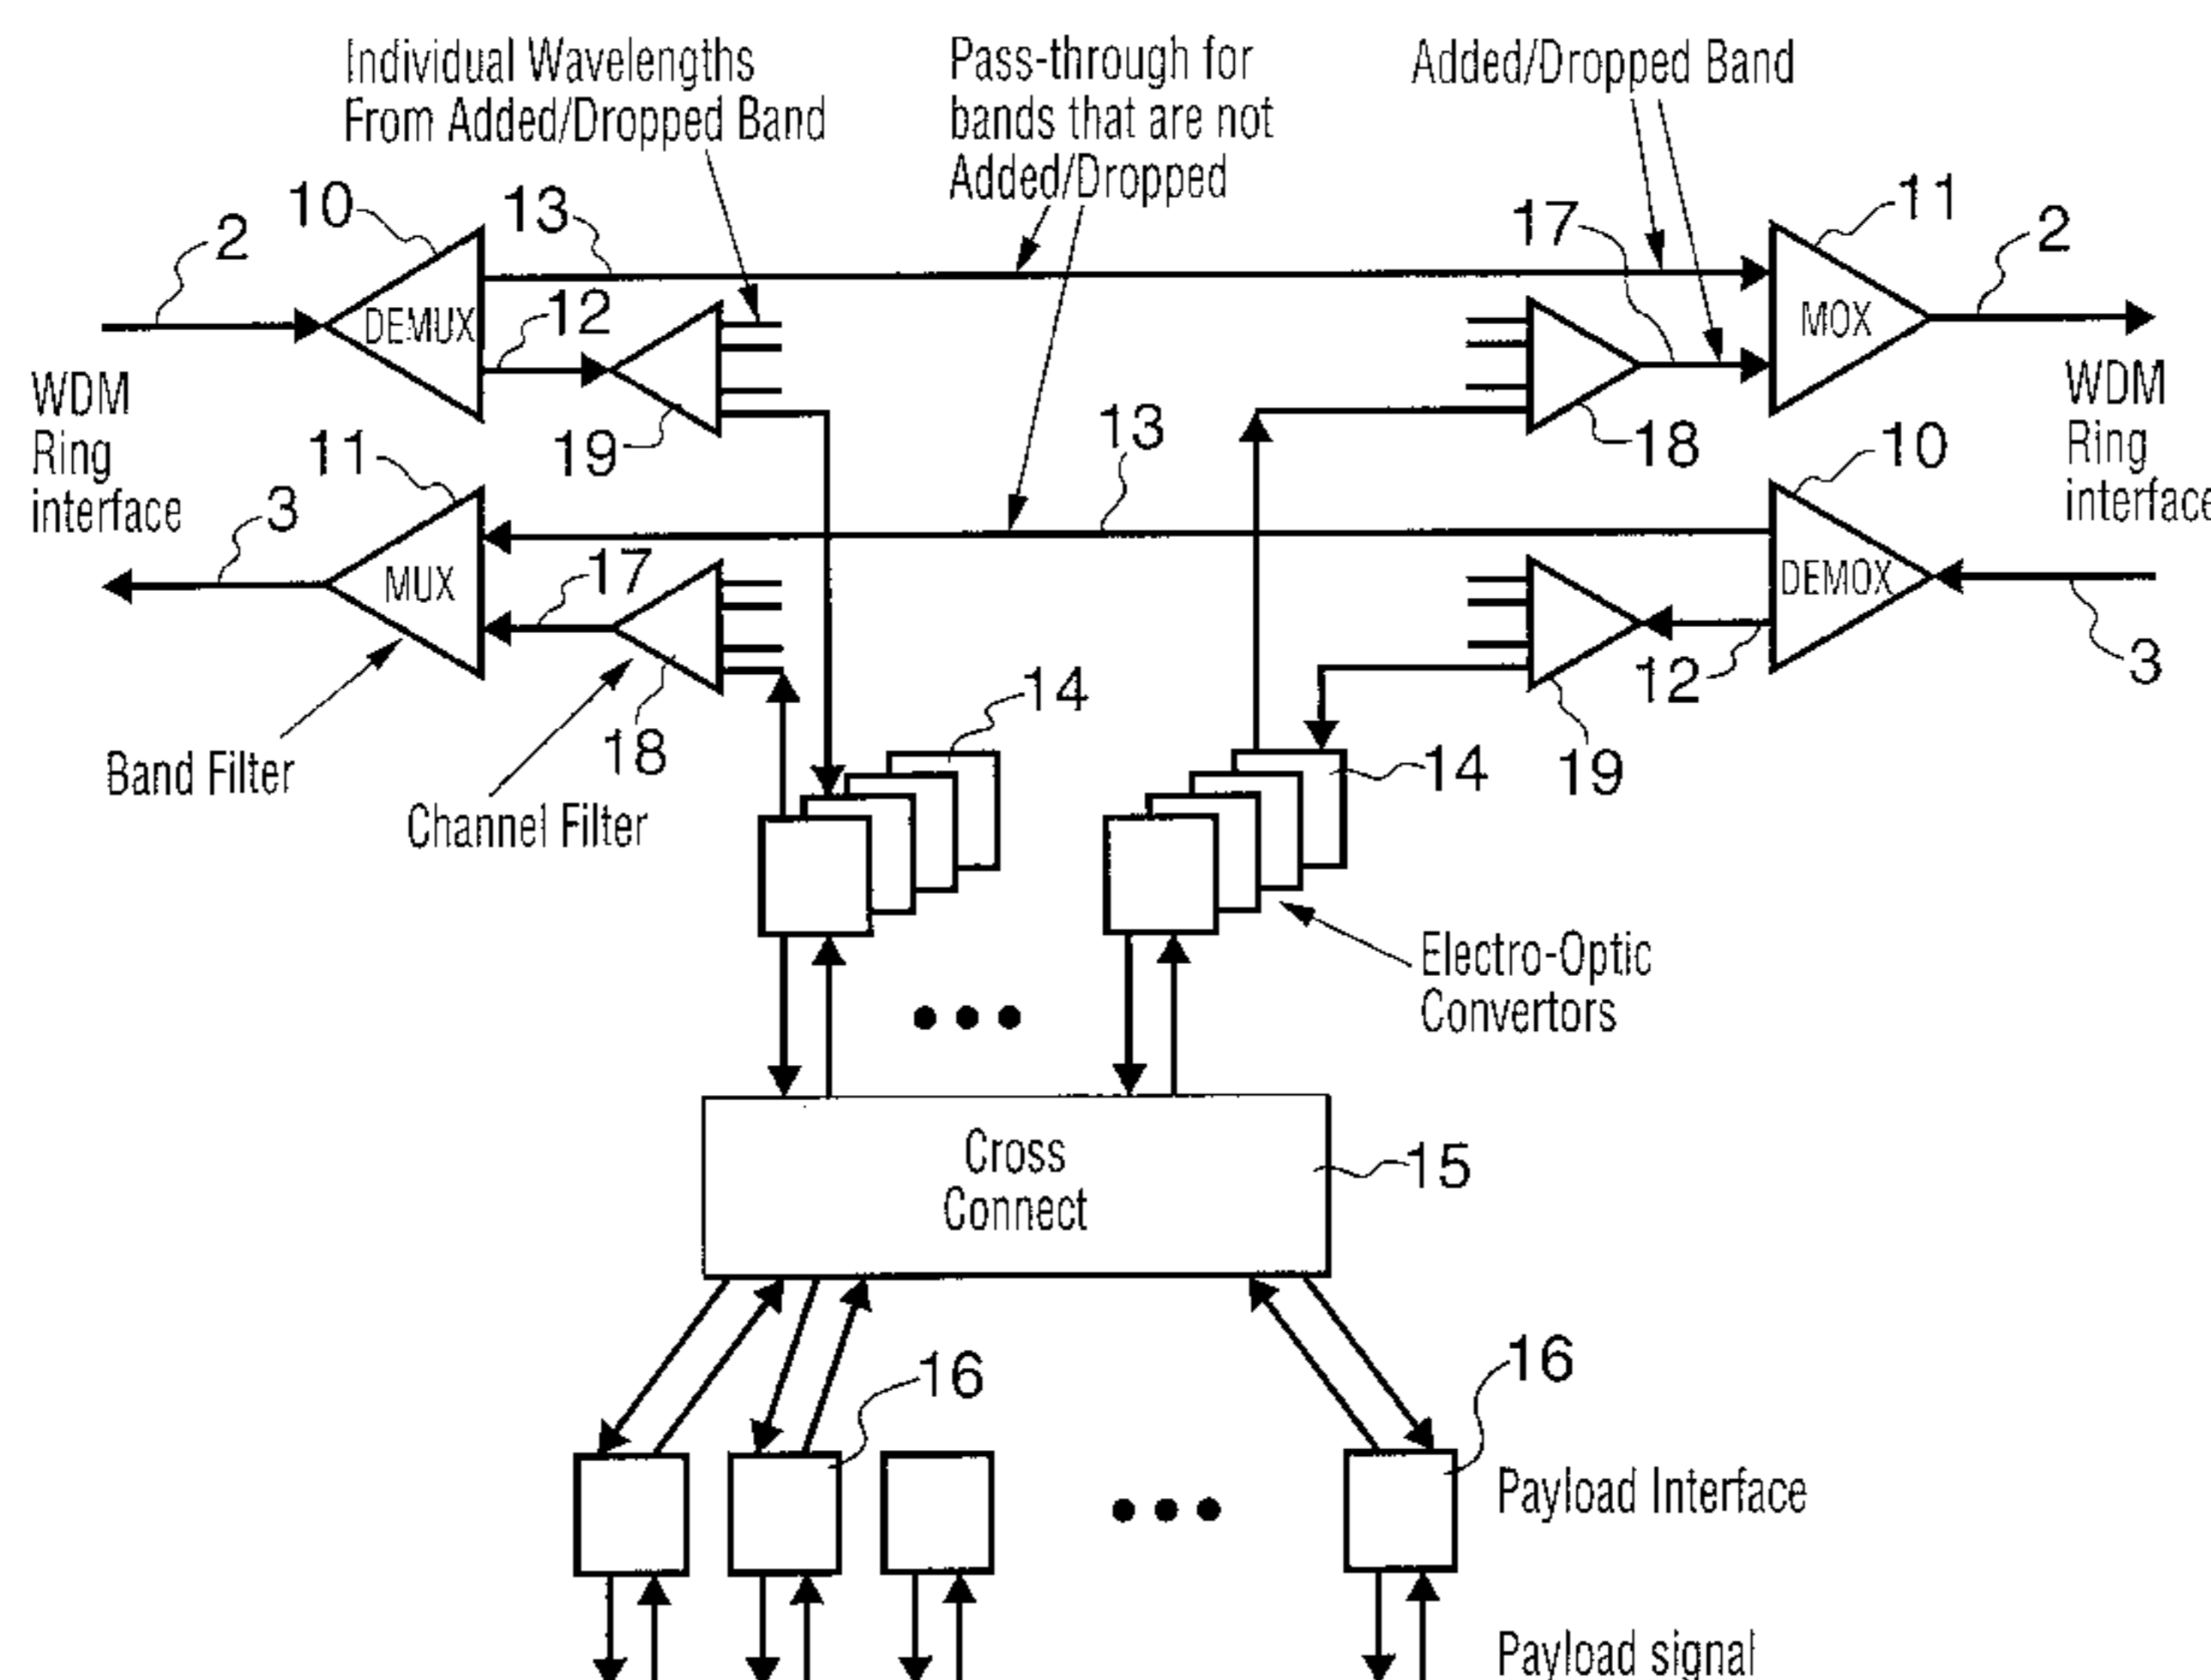 Individual Wavelengths
From Added/Dropped Band
Pass-through for
bands that are not
Added/Dropped
Added/Dropped Band
10
13
2
12
DEMUX
19
17
11
2
MOX
18
WDM
Ring
interface
WDM
Ring
interface
11
3
MUX
17
18
13
10
DEMOX
12
3
19
Band Filter
Channel Filter
14
14
Electro-Optic
Convertors
Cross
Connect
15
16
16
Payload Interface
Payload signal